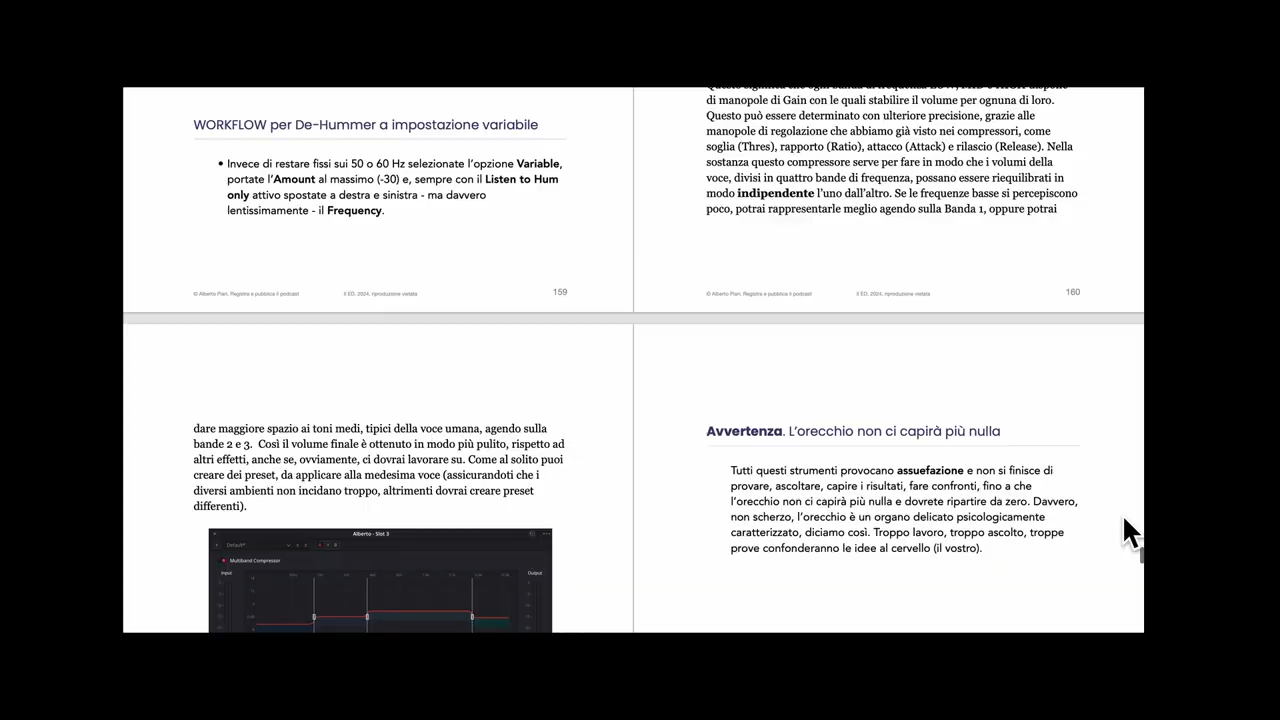 WORKFLOW per De-Hummer a impostazione variabile
• Invece di restare fissi sui 50 o 60 Hz selezionate l'opzione Variable,
portate l'Amount al massimo (-30) e, sempre con il Listen to Hum
only attivo spostate a destra e sinistra - ma davvero
lentissimamente - il Frequency.
© Alberto Pian, Registra e pubblica il podcast
II ED, 2024, riproduzione vietata
159
di manopole di Gain con le quali stabilire il volume per ognuna di loro.
Questo può essere determinato con ulteriore precisione, grazie alle
manopole di regolazione che abbiamo già visto nei compressori, come
soglia (Thres), rapporto (Ratio), attacco (Attack) e rilascio (Release). Nella
sostanza questo compressore serve per fare in modo che i volumi della
voce, divisi in quattro bande di frequenza, possano essere riequilibrati in
modo indipendente l'uno dall'altro. Se le frequenze basse si percepiscono
poco, potrai rappresentarle meglio agendo sulla Banda 1, oppure potrai
© Alberto Pian, Registra e pubblica il podcast
II ED, 2024, riproduzione vietata
160
dare maggiore spazio ai toni medi, tipici della voce umana, agendo sulla
bande 2 e 3. Così il volume finale è ottenuto in modo più pulito, rispetto ad
altri effetti, anche se, ovviamente, ci dovrai lavorare su. Come al solito puoi
creare dei preset, da applicare alla medesima voce (assicurandoti che i
diversi ambienti non incidano troppo, altrimenti dovrai creare preset
differenti).
Alberto - Slot 3
Default*
Multiband Compressor
Input
Output
Avvertenza. L'orecchio non ci capirà più nulla
Tutti questi strumenti provocano assuefazione e non si finisce di
provare, ascoltare, capire i risultati, fare confronti, fino a che
l'orecchio non ci capirà più nulla e dovrete ripartire da zero. Davvero,
non scherzo, l'orecchio è un organo delicato psicologicamente
caratterizzato, diciamo così. Troppo lavoro, troppo ascolto, troppe
prove confonderanno le idee al cervello (il vostro).